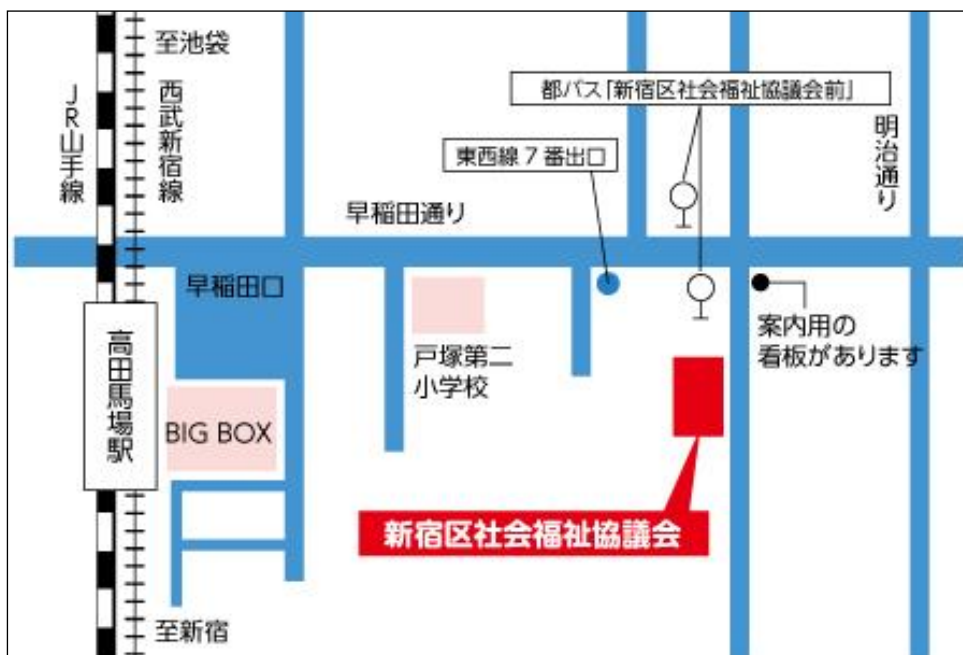 至池袋
JR山手線
西武新宿線
都バス「新宿区社会福祉協議会前」
東西線7番出口
明治通り
早稲田通り
早稲田口
戸塚第二
小学校
案内用の
看板があります
高田馬場駅
BIG BOX
新宿区社会福祉協議会
至新宿